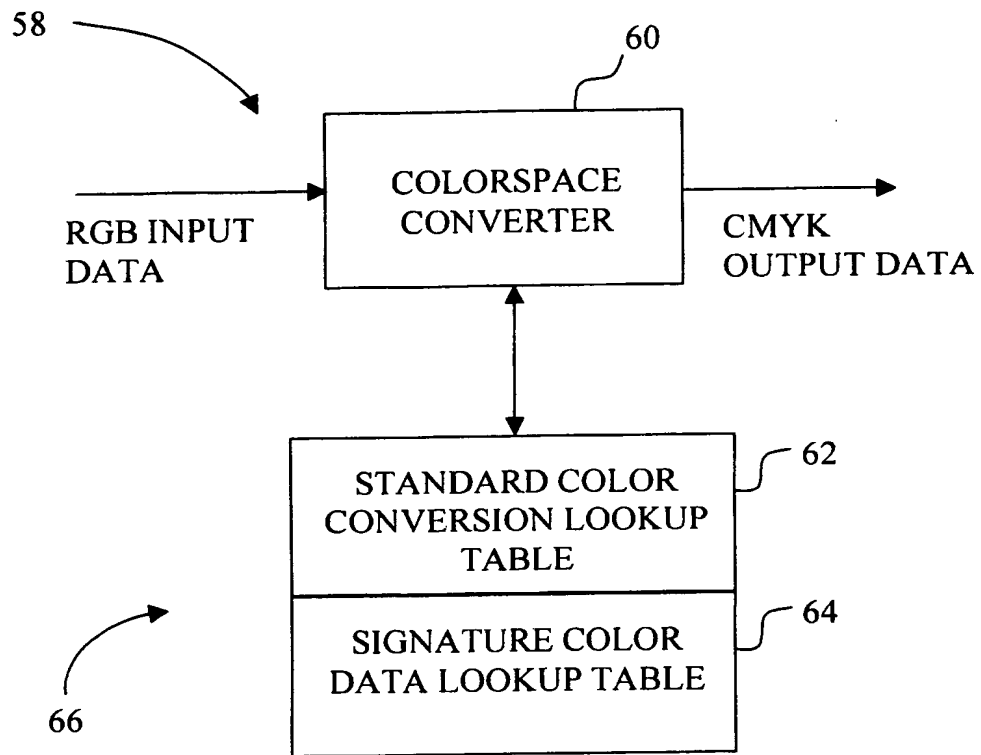 58
60
COLORSPACE
CONVERTER
RGB INPUT
DATA
CMYK
OUTPUT DATA
62
STANDARD COLOR
CONVERSION LOOKUP
TABLE
64
SIGNATURE COLOR
DATA LOOKUP TABLE
66